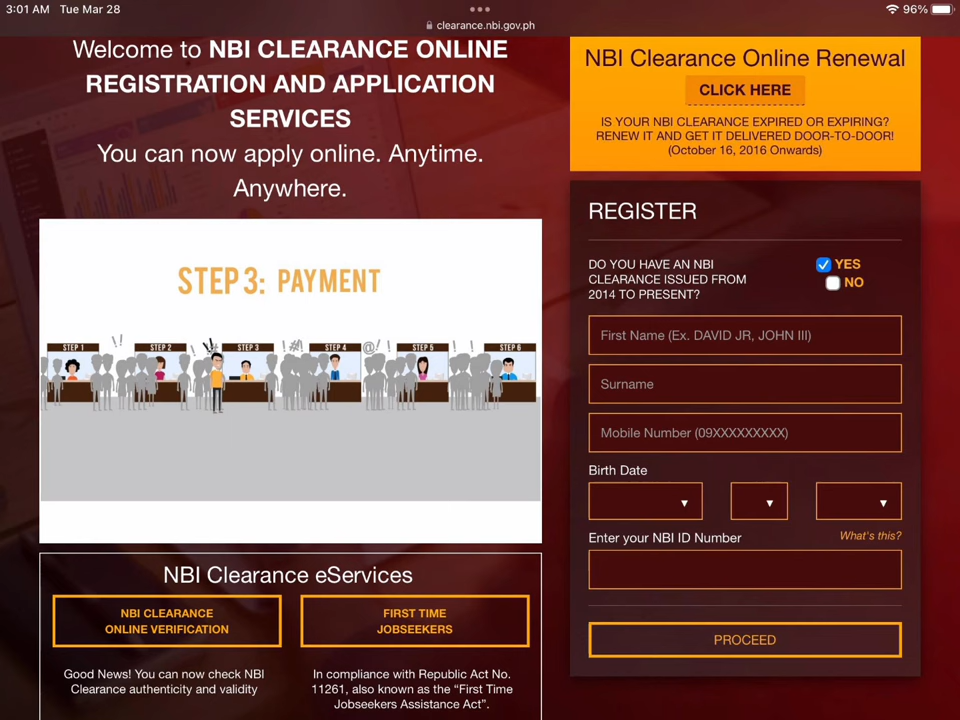 3:01 AM Tue Mar 28
96%
clearance.nbi.gov.ph
Welcome to NBI CLEARANCE ONLINE
REGISTRATION AND APPLICATION
SERVICES
You can now apply online. Anytime.
Anywhere.
STEP 3: PAYMENT
STEP 1
STEP 2
STEP 3
STEP 4
STEP 5
STEP 6
!!
!!
!#!
@!
!
!
NBI Clearance eServices
NBI CLEARANCE
ONLINE VERIFICATION
Good News! You can now check NBI
Clearance authenticity and validity
FIRST TIME
JOBSEEKERS
In compliance with Republic Act No.
11261, also known as the “First Time
Jobseekers Assistance Act”.
NBI Clearance Online Renewal
CLICK HERE
IS YOUR NBI CLEARANCE EXPIRED OR EXPIRING?
RENEW IT AND GET IT DELIVERED DOOR-TO-DOOR!
(October 16, 2016 Onwards)
REGISTER
DO YOU HAVE AN NBI
CLEARANCE ISSUED FROM
2014 TO PRESENT?
YES
NO
First Name (Ex. DAVID JR, JOHN III)
Surname
Mobile Number (09XXXXXXXXX)
Birth Date
Enter your NBI ID Number
What's this?
PROCEED